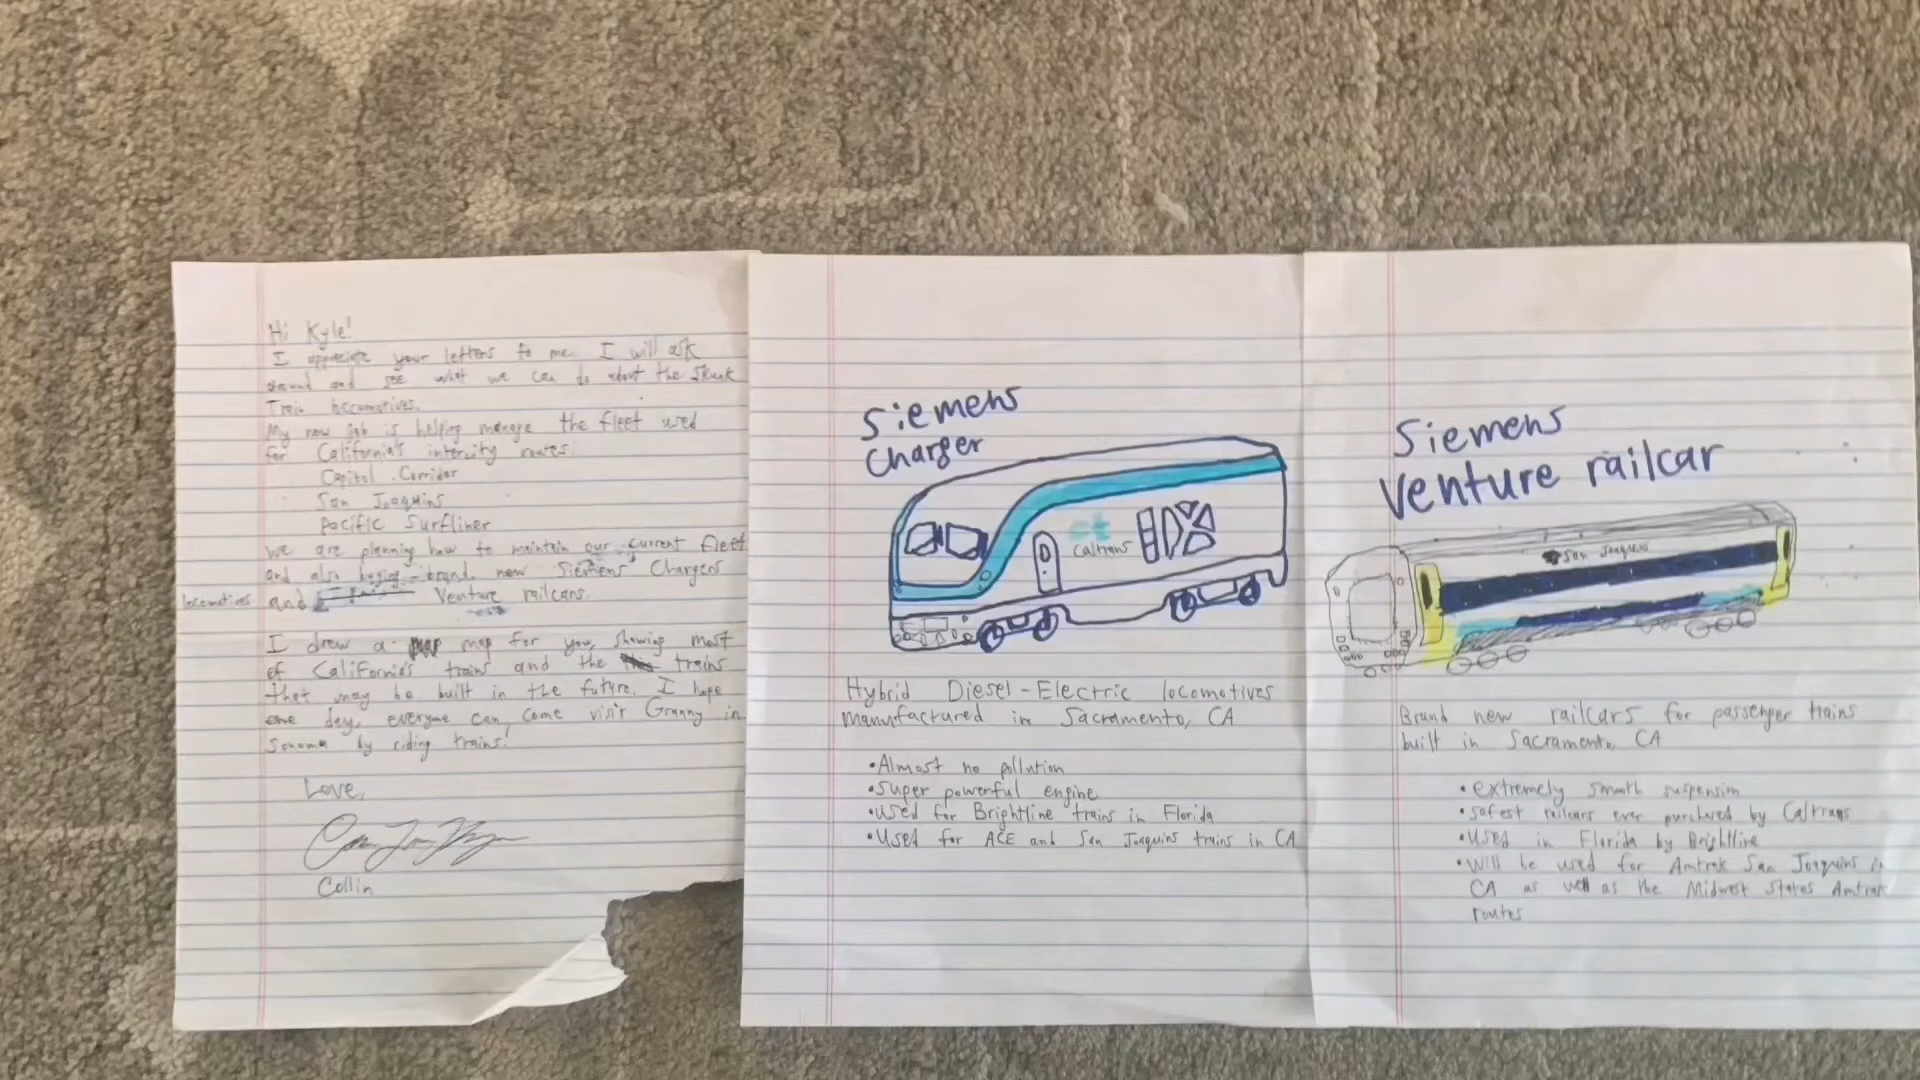 Hi Kyle!
I appreciate your letters to me. I will ask
around and see what we can do about the Skunk
Train locomotives.
My new job is helping manage the fleet used
for California's intercity routes:
Capitol Corridor
San Joaquins
Pacific Surfliner
We are planning how to maintain our current fleet
and also buying brand new Siemens Chargers
locomotives and Venture railcars.
I drew a map for you, showing most
of California's trains and the trains
that may be built in the future. I hope
one day, everyone can come visit Granny in
Sonoma by riding trains!
Love,
Collin
Siemens
Charger
ct
Caltrans
Hybrid Diesel-Electric locomotives
manufactured in Sacramento, CA
•Almost no pollution
•Super powerful engine
•Used for Brightline trains in Florida
•Used for ACE and San Joaquins trains in CA
Siemens
Venture railcar
San Joaquins
Brand new railcars for passenger trains
built in Sacramento, CA
•extremely smooth suspension
•safest railcars ever purchased by Caltrans
•Used in Florida by Brightline
•Will be used for Amtrak San Joaquins in
CA as well as the Midwest States Amtrak
routes